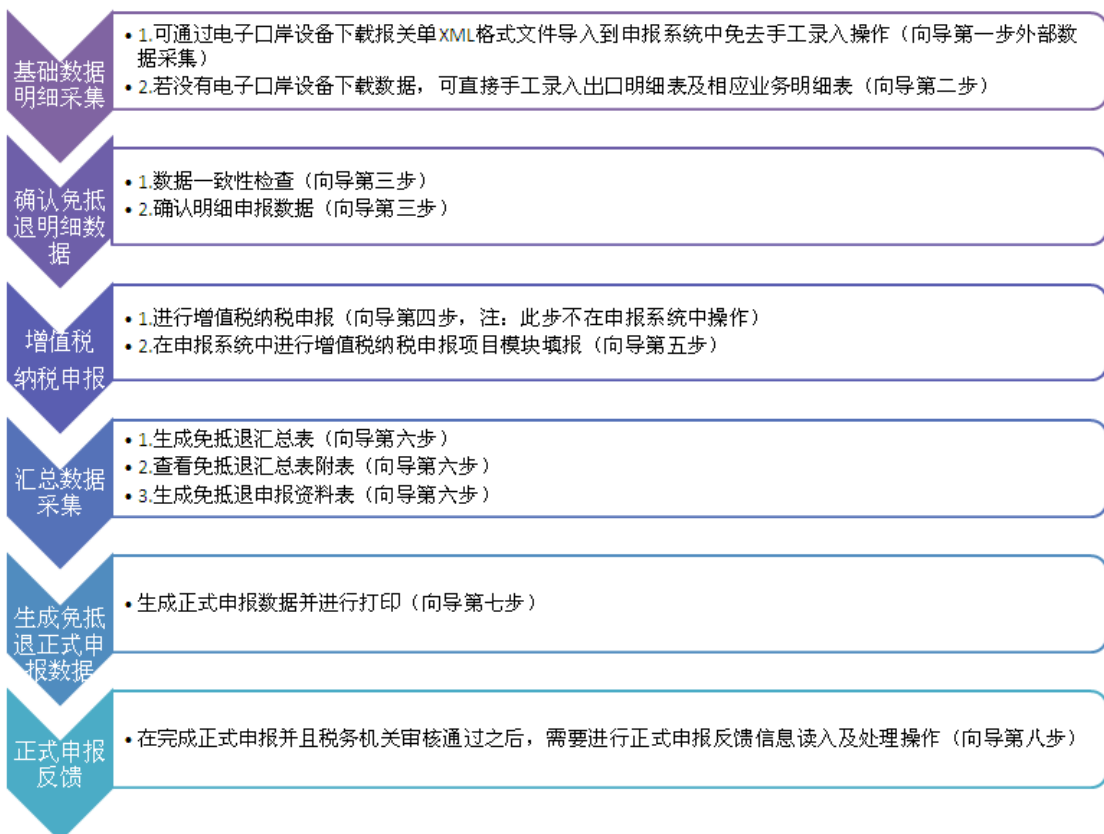 基础数据
明细采集
• 1.可通过电子口岸设备下载报关单XML格式文件导入到申报系统中免去手工录入操作（向导第一步外部数
据采集）
• 2.若没有电子口岸设备下载数据，可直接手工录入出口明细表及相应业务明细表（向导第二步）
确认免抵
退明细数
据
• 1.数据一致性检查（向导第三步）
• 2.确认明细申报数据（向导第三步）
增值税
纳税申报
• 1.进行增值税纳税申报（向导第四步，注：此步不在申报系统中操作）
• 2.在申报系统中进行增值税纳税申报项目模块填报（向导第五步）
汇总数据
采集
• 1.生成免抵退汇总表（向导第六步）
• 2.查看免抵退汇总表附表（向导第六步）
• 3.生成免抵退申报资料表（向导第六步）
生成免抵
退正式申
报数据
• 生成正式申报数据并进行打印（向导第七步）
正式申报
反馈
• 在完成正式申报并且税务机关审核通过之后，需要进行正式申报反馈信息读入及处理操作（向导第八步）